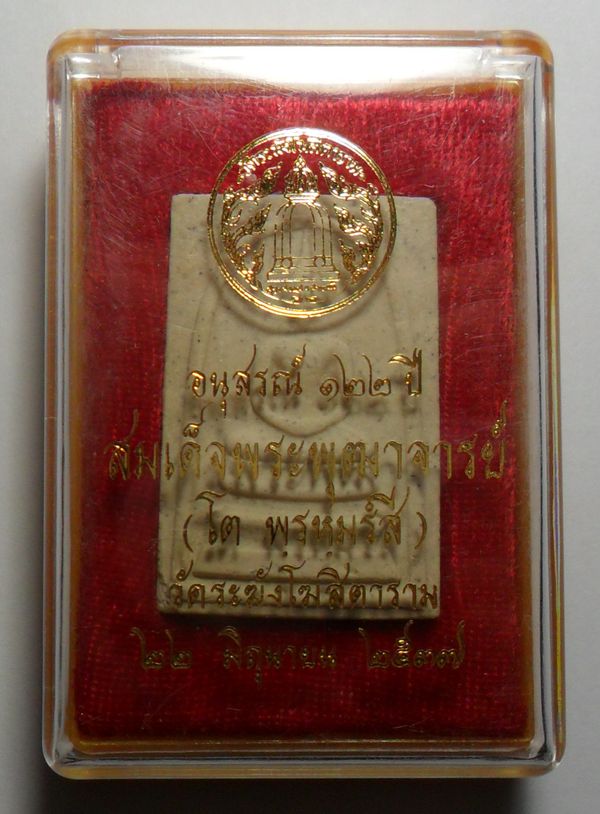 อนุสรณ์ ๑๒๒ ปี
สมเด็จพระพุฒาจารย์
(โต พฺรหฺมรํสี)
วัดระฆังโฆสิตาราม
๒๒ มิถุนายน ๒๕๓๗